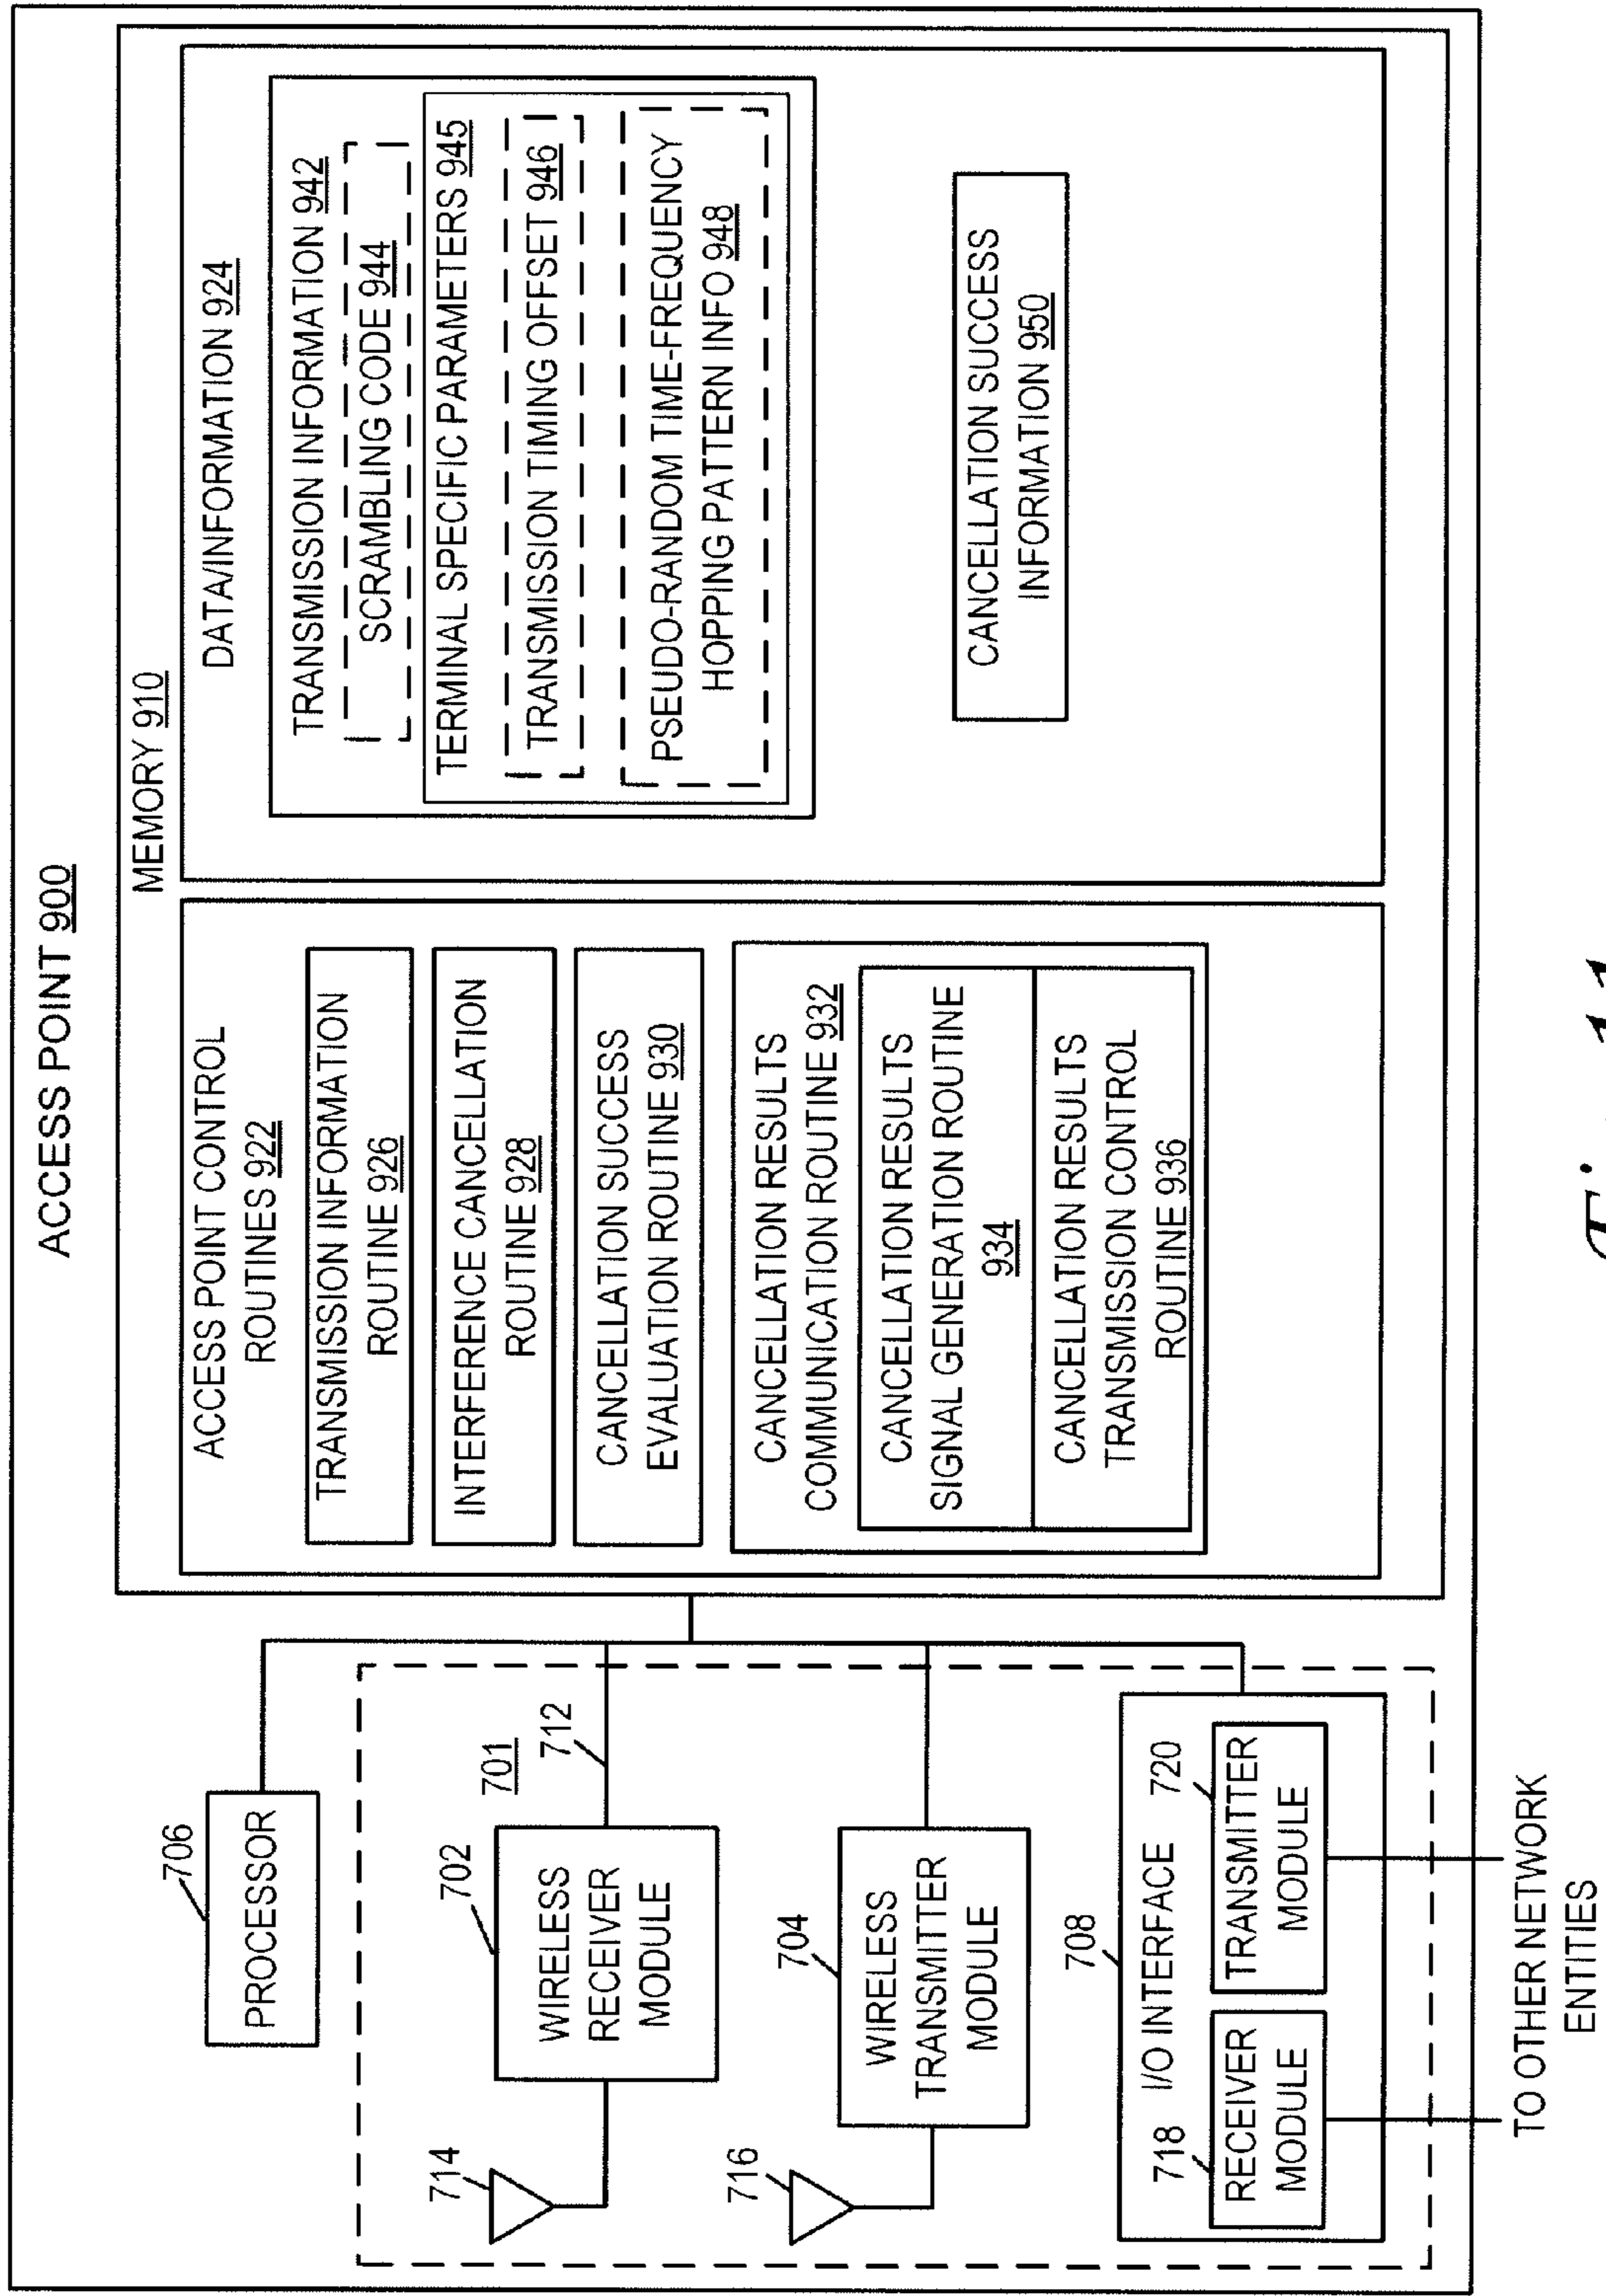 ACCESS POINT 900
706
PROCESSOR
701
712
702
WIRELESS
RECEIVER
MODULE
714
704
WIRELESS
TRANSMITTER
MODULE
716
708
I/O INTERFACE
718
RECEIVER
MODULE
720
TRANSMITTER
MODULE
TO OTHER NETWORK
ENTITIES
MEMORY 910
ACCESS POINT CONTROL
ROUTINES 922
TRANSMISSION INFORMATION
ROUTINE 926
INTERFERENCE CANCELLATION
ROUTINE 928
CANCELLATION SUCCESS
EVALUATION ROUTINE 930
CANCELLATION RESULTS
COMMUNICATION ROUTINE 932
CANCELLATION RESULTS
SIGNAL GENERATION ROUTINE
934
CANCELLATION RESULTS
TRANSMISSION CONTROL
ROUTINE 936
DATA/INFORMATION 924
TRANSMISSION INFORMATION 942
SCRAMBLING CODE 944
TERMINAL SPECIFIC PARAMETERS 945
TRANSMISSION TIMING OFFSET 946
PSEUDO-RANDOM TIME-FREQUENCY
HOPPING PATTERN INFO 948
CANCELLATION SUCCESS
INFORMATION 950